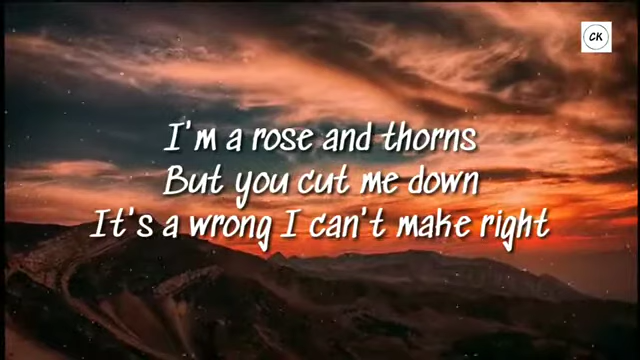 CK
I'm a rose and thorns
But you cut me down
It's a wrong I can't make right